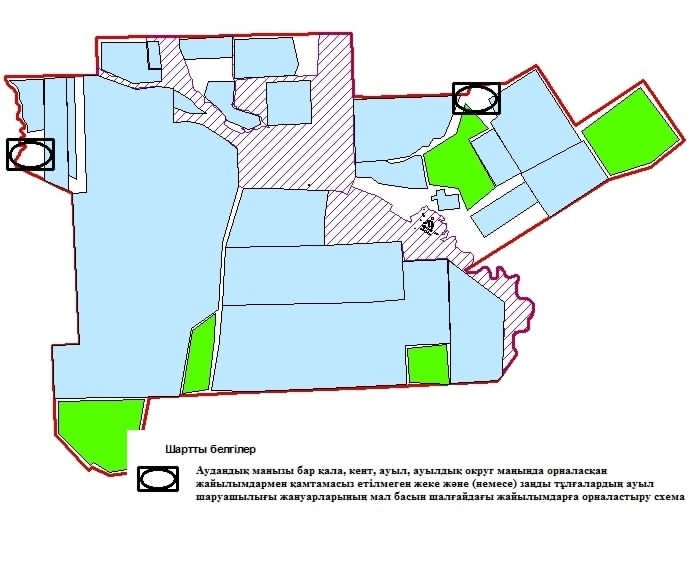 Шартты белгілер
Аудандық маңызы бар қала, кент, ауыл, ауылдық округ маңында орналасқан
жайылымдармен қамтамасыз етілмеген жеке және (немесе) заңды тұлғалардың ауыл
шаруашылығы жануарларының мал басын шалғайдағы жайылымдарға орналастыру схема